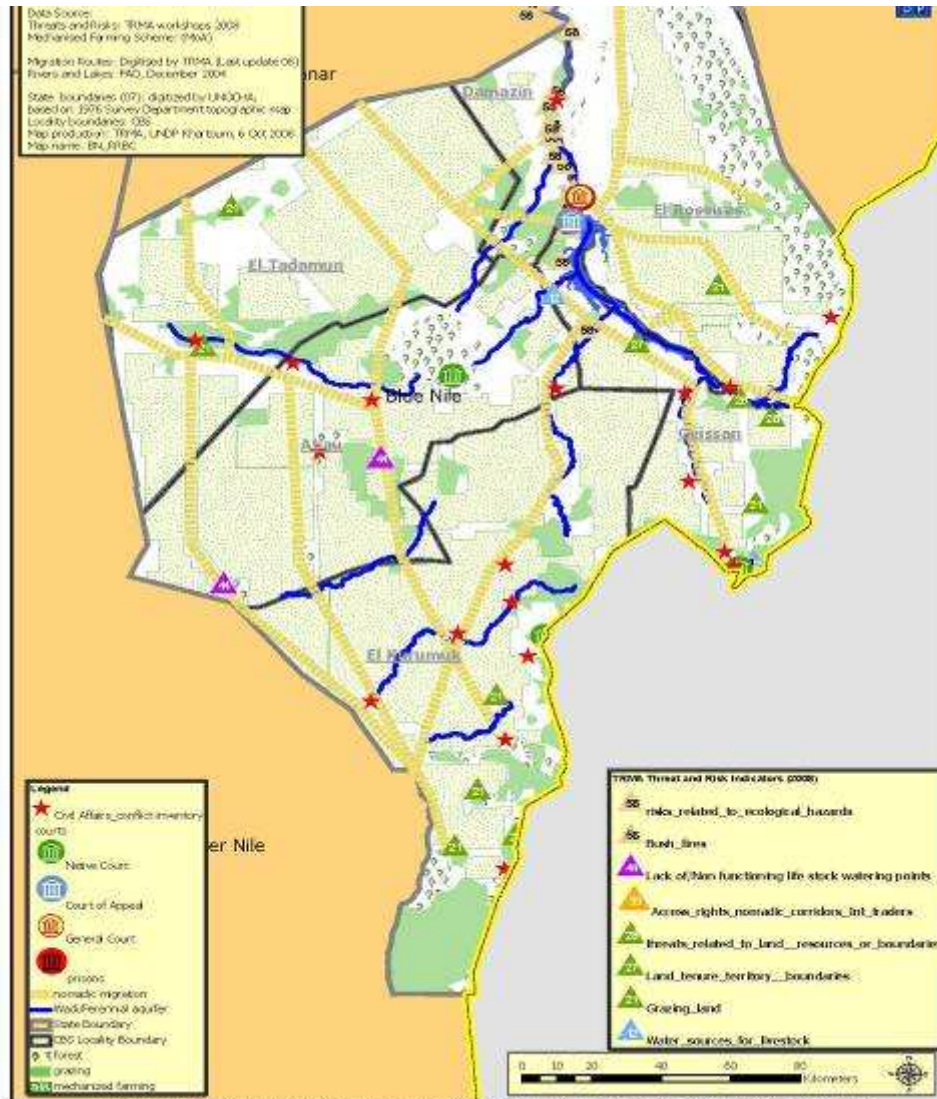 Data Source:
Threats and Risks: TRMA workshops 2008
Mechanised Farming Scheme: (MoA)
Migration Routes: Digitised by TRMA (Last update 08)
Rivers and Lakes: FAO, December 2004
State boundaries (07): digitized by UNOCHA,
based on 1976 Survey Department topographic map
Locality boundaries: CBS
Map production: TRMA, UNDP Khartoum, 6 Oct 2008
nar
Damazin
El Roseires
El Tadamun
Blue Nile
Geissan
El Kurumuk
er Nile
Legend
Civil Affairs_conflict inventory
courts
Native Court
Court of Appeal
General Court
prisons
nomadic migration
Wadi/Perennial aquifer
State Boundary
CBS Locality Boundary
forest
grazing
mechanized farming
TRMA Threat and Risk Indicators (2008)
risks_related_to_ecological_hazards
Bush_fires
Lack of/Non functioning life stock watering points
Access_rights_nomadic_corridors_Int_traders
threats_related_to_land__resources_or_boundarie
Land_tenure_territory__boundaries
Grazing_land
Water_sources_for_livestock
0 10 20 40 60 80
Kilometers